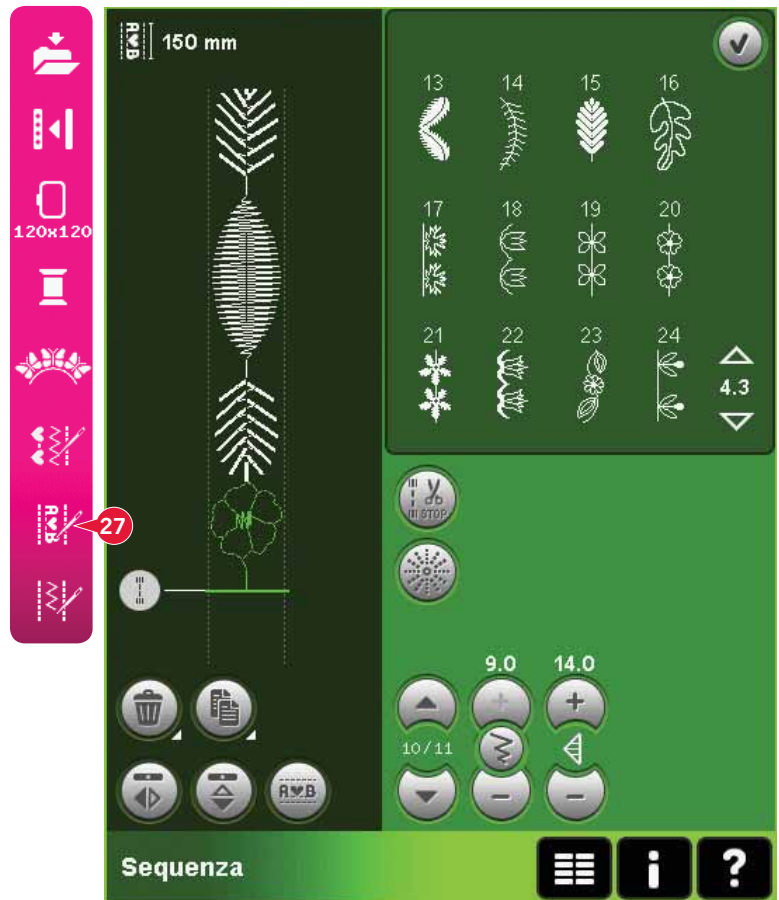 150 mm
13 14 15 16
120x120
17 18 19 20
21 22 23 24
4.3
A♥B
27
STOP
9.0 14.0
10/11
A♥B
Sequenza
i ?